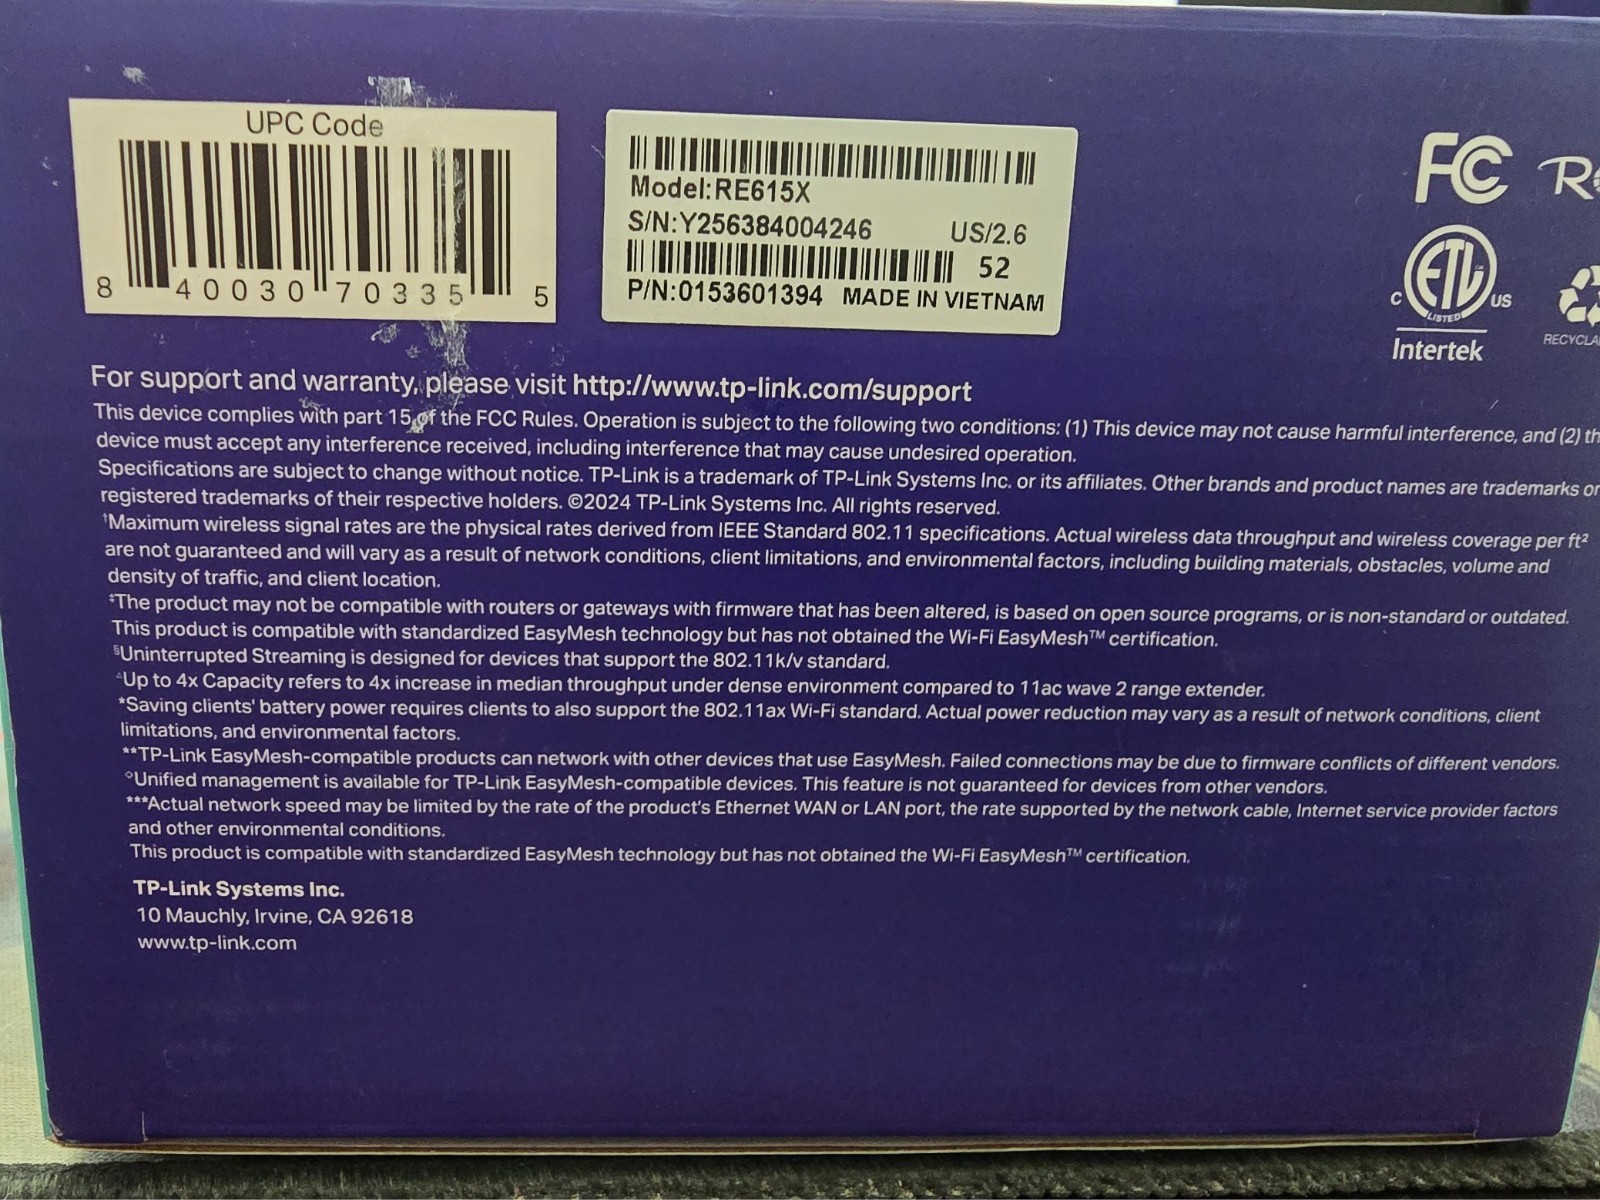 UPC Code
8 40030 70335 5
Model:RE615X
S/N:Y256384004246 US/2.6
52
P/N:0153601394 MADE IN VIETNAM
FC
C ETL US
LISTED
Intertek
For support and warranty, please visit http://www.tp-link.com/support
This device complies with part 15 of the FCC Rules. Operation is subject to the following two conditions: (1) This device may not cause harmful interference, and (2) th
device must accept any interference received, including interference that may cause undesired operation.
Specifications are subject to change without notice. TP-Link is a trademark of TP-Link Systems Inc. or its affiliates. Other brands and product names are trademarks or
registered trademarks of their respective holders. ©2024 TP-Link Systems Inc. All rights reserved.
†Maximum wireless signal rates are the physical rates derived from IEEE Standard 802.11 specifications. Actual wireless data throughput and wireless coverage per ft²
are not guaranteed and will vary as a result of network conditions, client limitations, and environmental factors, including building materials, obstacles, volume and
density of traffic, and client location.
‡The product may not be compatible with routers or gateways with firmware that has been altered, is based on open source programs, or is non-standard or outdated.
This product is compatible with standardized EasyMesh technology but has not obtained the Wi-Fi EasyMesh™ certification.
§Uninterrupted Streaming is designed for devices that support the 802.11k/v standard.
△Up to 4x Capacity refers to 4x increase in median throughput under dense environment compared to 11ac wave 2 range extender.
*Saving clients' battery power requires clients to also support the 802.11ax Wi-Fi standard. Actual power reduction may vary as a result of network conditions, client
limitations, and environmental factors.
**TP-Link EasyMesh-compatible products can network with other devices that use EasyMesh. Failed connections may be due to firmware conflicts of different vendors.
◇Unified management is available for TP-Link EasyMesh-compatible devices. This feature is not guaranteed for devices from other vendors.
***Actual network speed may be limited by the rate of the product's Ethernet WAN or LAN port, the rate supported by the network cable, Internet service provider factors
and other environmental conditions.
This product is compatible with standardized EasyMesh technology but has not obtained the Wi-Fi EasyMesh™ certification.
TP-Link Systems Inc.
10 Mauchly, Irvine, CA 92618
www.tp-link.com